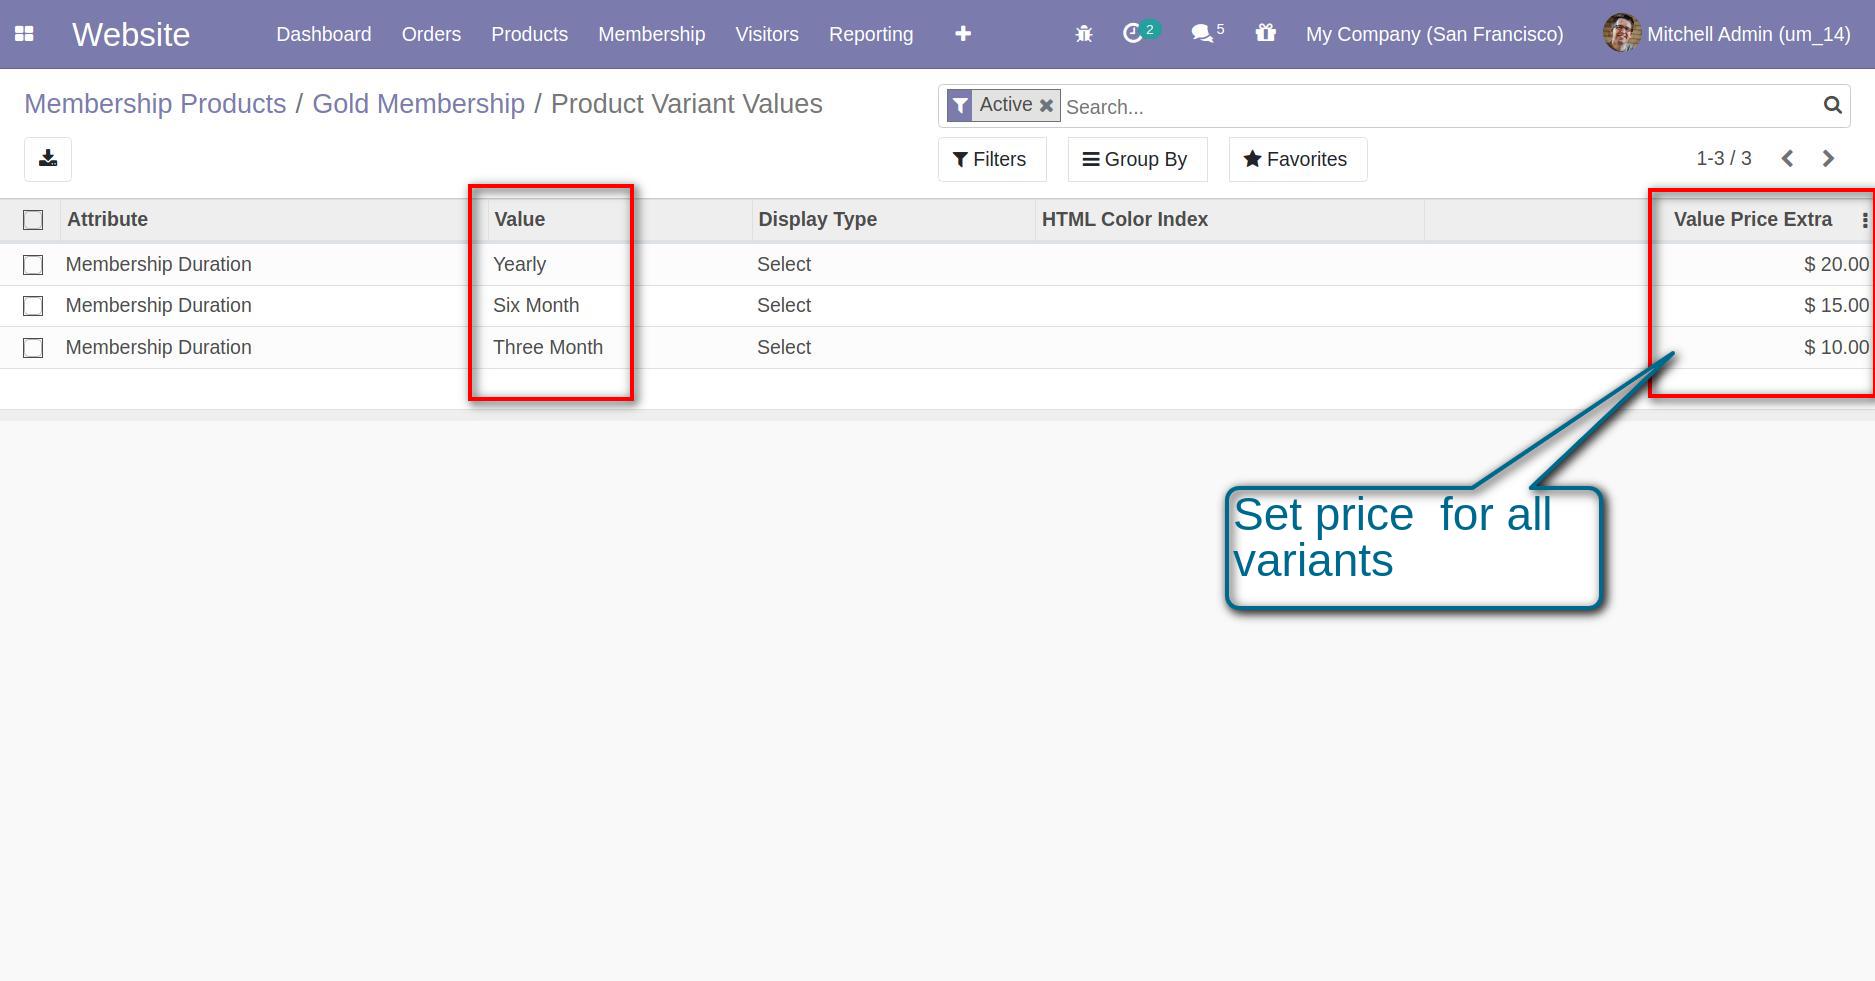 Website Dashboard Orders Products Membership Visitors Reporting 2 5 My Company (San Francisco) Mitchell Admin (um_14)
Membership Products / Gold Membership / Product Variant Values
Active Search...
Filters Group By Favorites 1-3 / 3
Attribute Value Display Type HTML Color Index Value Price Extra
Membership Duration Yearly Select $ 20.00
Membership Duration Six Month Select $ 15.00
Membership Duration Three Month Select $ 10.00
Set price for all
variants